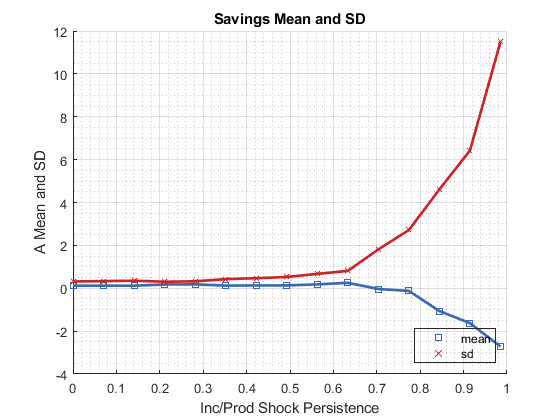 Savings Mean and SD
12
10
8
6
4
2
0
-2
-4
A Mean and SD
0 0.1 0.2 0.3 0.4 0.5 0.6 0.7 0.8 0.9 1
Inc/Prod Shock Persistence
mean
sd